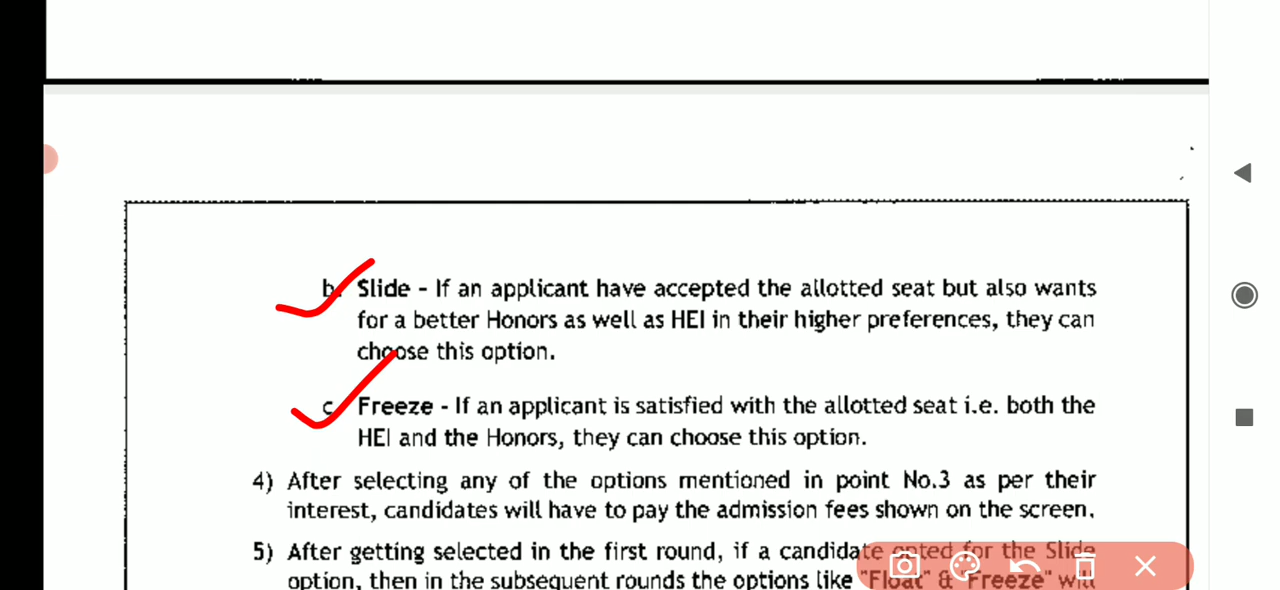 b. Slide - If an applicant have accepted the allotted seat but also wants
for a better Honors as well as HEI in their higher preferences, they can
choose this option.
c. Freeze - If an applicant is satisfied with the allotted seat i.e. both the
HEI and the Honors, they can choose this option.
4) After selecting any of the options mentioned in point No.3 as per their
interest, candidates will have to pay the admission fees shown on the screen.
5) After getting selected in the first round, if a candidate opted for the Slide
option, then in the subsequent rounds the options like "Float" & "Freeze" will